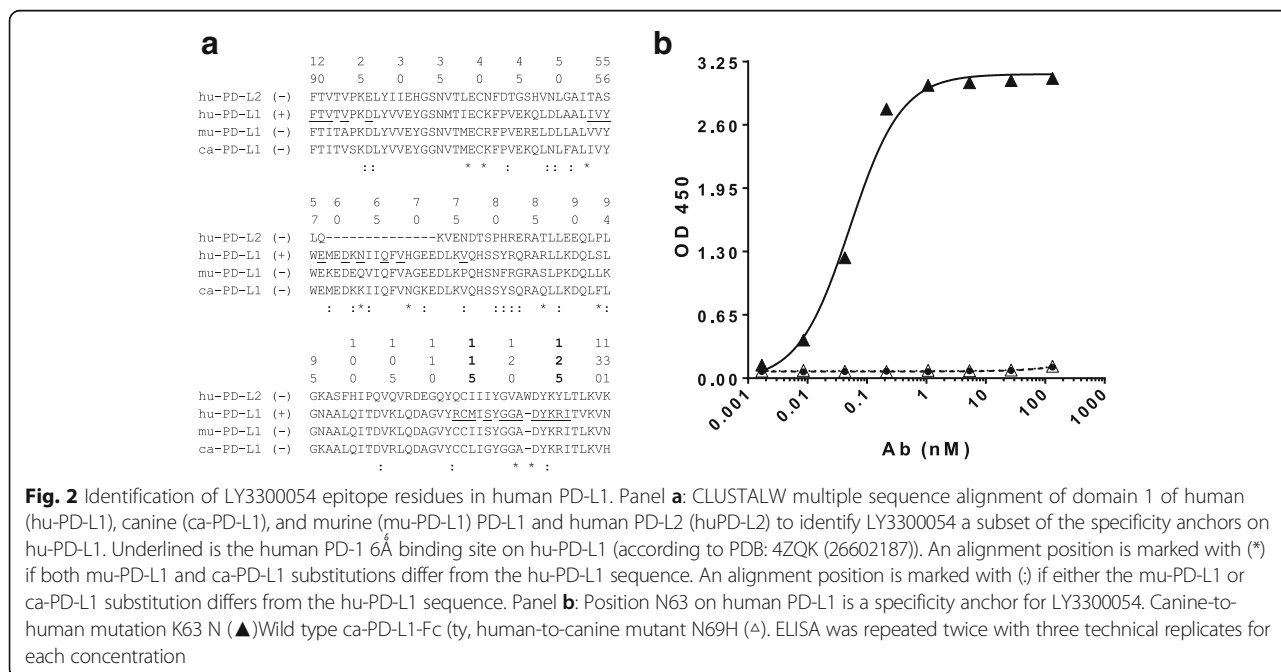 a
12 2 3 3 4 4 5 55
90 5 0 5 0 5 0 56
hu-PD-L2 (-) FTVTVPKELYIIEHGSNVTLECNFDTGSHVNLGAITAS
hu-PD-L1 (+) FTVTVPKDLYVVEYGSNMTIECKFPVEKQLDLAALIVY
mu-PD-L1 (-) FTITAPKDLYVVEYGSNVTMECRFPVERELDLLALVVY
ca-PD-L1 (-) FTITVSKDLYVVEYGGNVTMECKFPVEKQLNLFALIVY
:: * * : :: : *
5 6 6 7 7 8 8 9 9
7 0 5 0 5 0 5 0 4
hu-PD-L2 (-) LQ--------------KVENDTSPHRERATLLEEQLPL
hu-PD-L1 (+) WEMEDKNIIQFVHGEEDLKVQHSSYRQRARLLKDQLSL
mu-PD-L1 (-) WEKEDEQVIQFVAGEEDLKPQHSNFRGRASLPKDQLLK
ca-PD-L1 (-) WEMEDKKIIQFVNGKEDLKVQHSSYSQRAQLLKDQLFL
: :*: * : : :::: * : *:
1 1 1 1 1 1 11
9 0 0 1 1 2 2 33
5 0 5 0 5 0 5 01
hu-PD-L2 (-) GKASFHIPQVQVRDEGQYQCIIIYGVAWDYKYLTLKVK
hu-PD-L1 (+) GNAALQITDVKLQDAGVYRCMISYGGA-DYKRITVKVN
mu-PD-L1 (-) GNAALQITDVKLQDAGVYCCIISYGGA-DYKRITLKVN
ca-PD-L1 (-) GKAALQITDVRLQDAGVYCCLIGYGGA-DYKRITLKVH
: : * * :
b
OD 450
3.25
2.60
1.95
1.30
0.65
0.00
0.001 0.01 0.1 1 10 100 1000
Ab (nM)
Fig. 2 Identification of LY3300054 epitope residues in human PD-L1. Panel a: CLUSTALW multiple sequence alignment of domain 1 of human
(hu-PD-L1), canine (ca-PD-L1), and murine (mu-PD-L1) PD-L1 and human PD-L2 (huPD-L2) to identify LY3300054 a subset of the specificity anchors on
hu-PD-L1. Underlined is the human PD-1 6Å binding site on hu-PD-L1 (according to PDB: 4ZQK (26602187)). An alignment position is marked with (*)
if both mu-PD-L1 and ca-PD-L1 substitutions differ from the hu-PD-L1 sequence. An alignment position is marked with (:) if either the mu-PD-L1 or
ca-PD-L1 substitution differs from the hu-PD-L1 sequence. Panel b: Position N63 on human PD-L1 is a specificity anchor for LY3300054. Canine-to-
human mutation K63 N (▲)Wild type ca-PD-L1-Fc (ty, human-to-canine mutant N69H (△). ELISA was repeated twice with three technical replicates for
each concentration